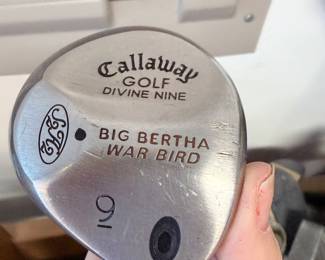 Callaway
GOLF
DIVINE NINE
BIG BERTHA
WAR BIRD
9